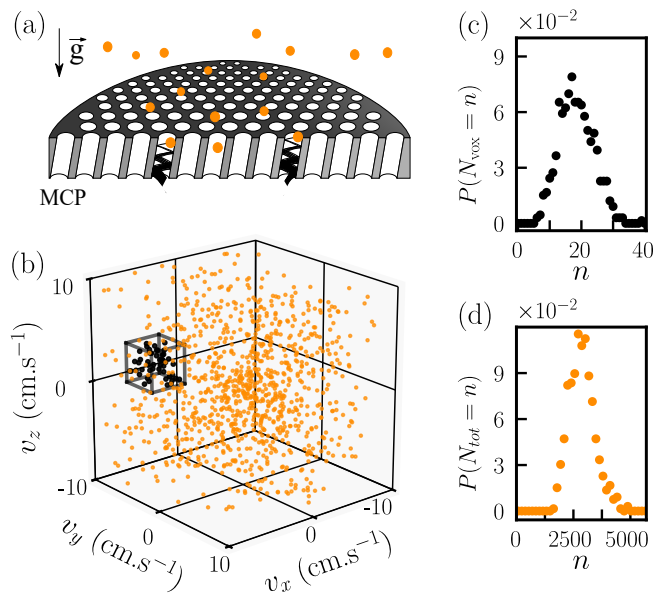 (a)
g
MCP
(b)
10
0
-10
v_z (cm.s⁻¹)
v_y (cm.s⁻¹)
0
10
v_x (cm.s⁻¹)
0
-10
(c)
×10⁻²
9
6
3
0
P(N_vox = n)
0 20 40
n
(d)
×10⁻²
9
6
3
0
P(N_tot = n)
0 2500 5000
n